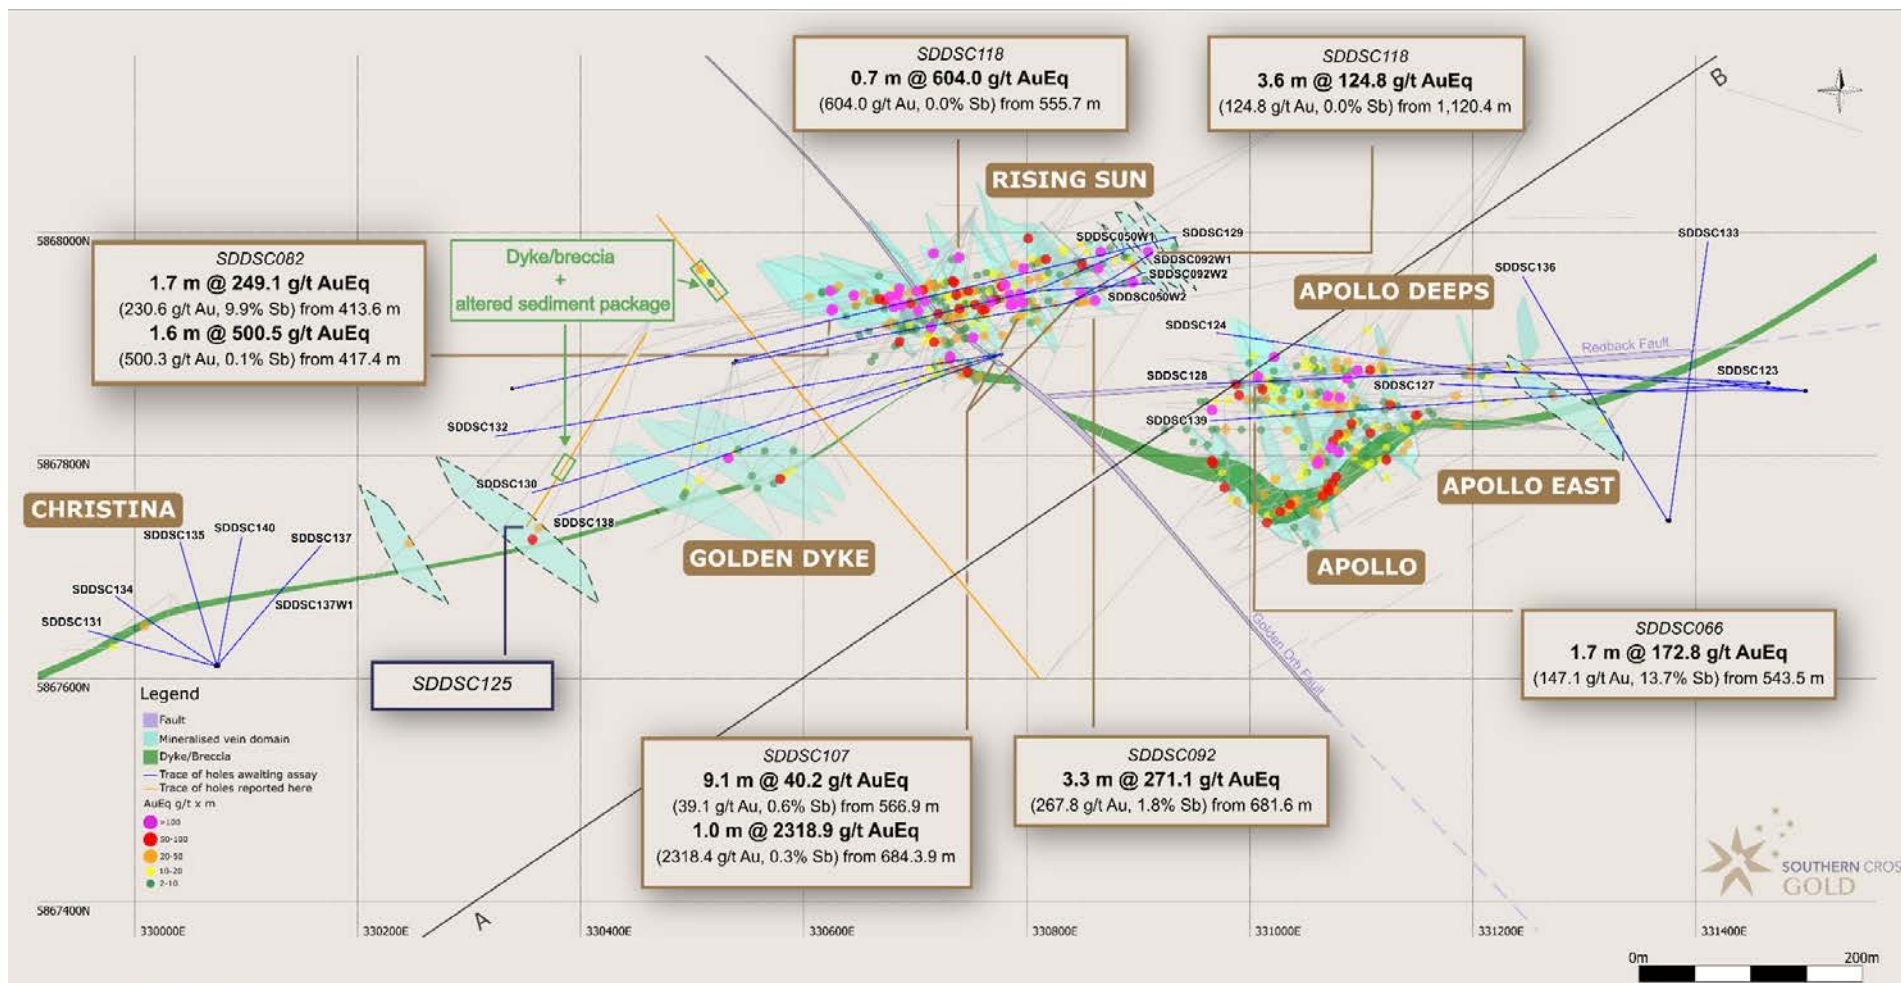 SDDSC118
0.7 m @ 604.0 g/t AuEq
(604.0 g/t Au, 0.0% Sb) from 555.7 m
SDDSC118
3.6 m @ 124.8 g/t AuEq
(124.8 g/t Au, 0.0% Sb) from 1,120.4 m
B
RISING SUN
5868000N
SDDSC082
1.7 m @ 249.1 g/t AuEq
(230.6 g/t Au, 9.9% Sb) from 413.6 m
1.6 m @ 500.5 g/t AuEq
(500.3 g/t Au, 0.1% Sb) from 417.4 m
Dyke/breccia
+
altered sediment package
SDDSC050W1
SDDSC129
SDDSC092W1
SDDSC092W2
SDDSC050W2
SDDSC133
SDDSC136
APOLLO DEEPS
SDDSC124
Redback Fault
SDDSC128
SDDSC127
SDDSC123
SDDSC139
SDDSC132
5867800N
SDDSC130
SDDSC138
CHRISTINA
SDDSC135
SDDSC140
SDDSC137
SDDSC134
SDDSC137W1
SDDSC131
GOLDEN DYKE
APOLLO EAST
APOLLO
Golden Orb Fault
SDDSC125
5867600N
SDDSC066
1.7 m @ 172.8 g/t AuEq
(147.1 g/t Au, 13.7% Sb) from 543.5 m
Legend
Fault
Mineralised vein domain
Dyke/Breccia
Trace of holes awaiting assay
Trace of holes reported here
AuEq g/t x m
>100
50-100
20-50
10-20
2-10
SDDSC107
9.1 m @ 40.2 g/t AuEq
(39.1 g/t Au, 0.6% Sb) from 566.9 m
1.0 m @ 2318.9 g/t AuEq
(2318.4 g/t Au, 0.3% Sb) from 684.3.9 m
SDDSC092
3.3 m @ 271.1 g/t AuEq
(267.8 g/t Au, 1.8% Sb) from 681.6 m
SOUTHERN CROS
GOLD
5867400N
A
330000E
330200E
330400E
330600E
330800E
331000E
331200E
331400E
0m
200m